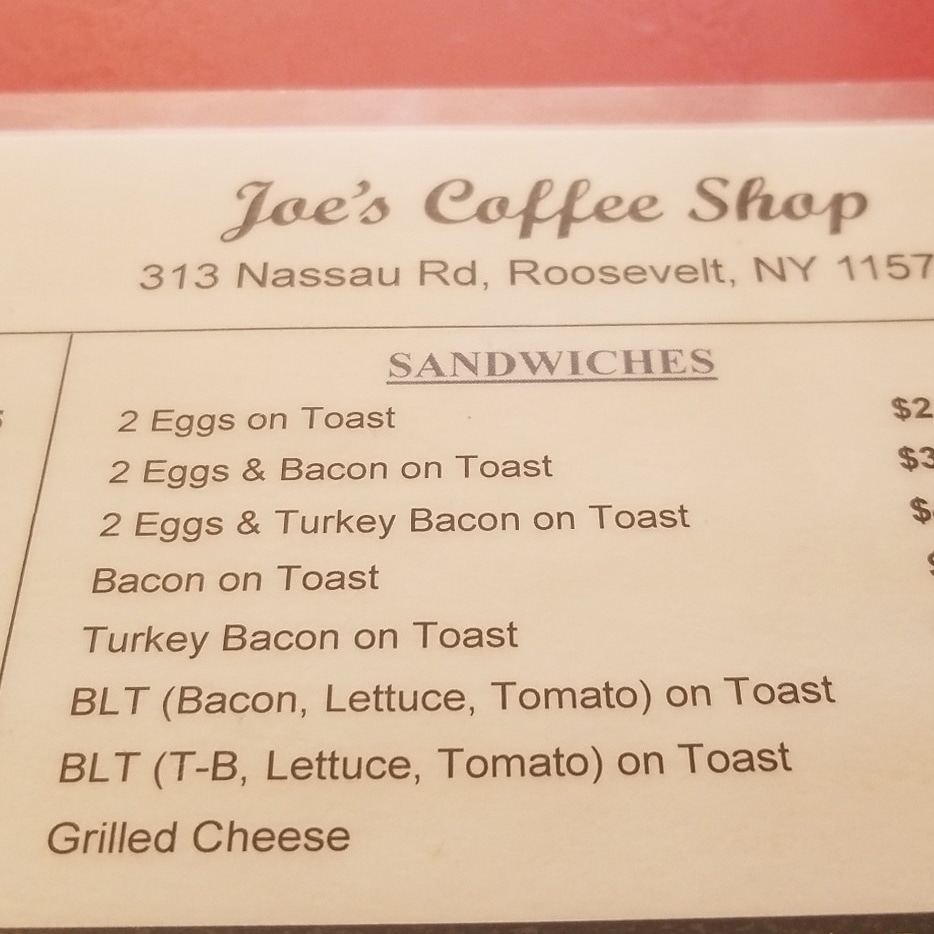 Joe's Coffee Shop
313 Nassau Rd, Roosevelt, NY 1157
SANDWICHES
2 Eggs on Toast $2
2 Eggs & Bacon on Toast $3
2 Eggs & Turkey Bacon on Toast $
Bacon on Toast
Turkey Bacon on Toast
BLT (Bacon, Lettuce, Tomato) on Toast
BLT (T-B, Lettuce, Tomato) on Toast
Grilled Cheese